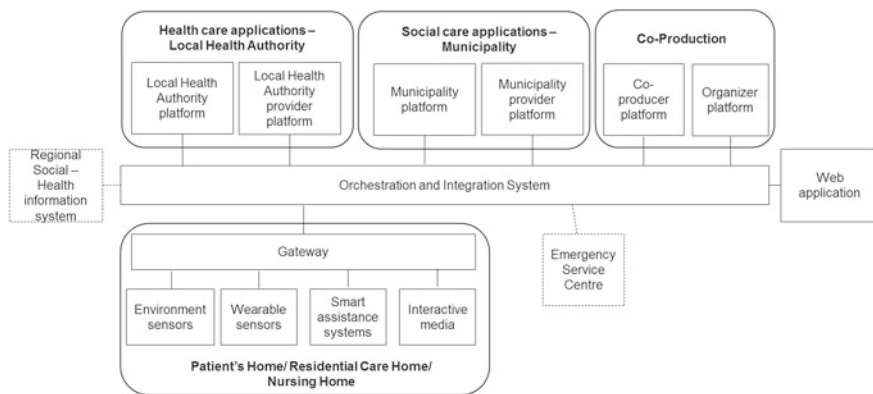 Health care applications –
Local Health Authority
Social care applications –
Municipality
Co-Production
Local Health
Authority
platform
Local Health
Authority
provider
platform
Municipality
platform
Municipality
provider
platform
Co-
producer
platform
Organizer
platform
Regional
Social –
Health
information
system
Orchestration and Integration System
Web
application
Gateway
Emergency
Service
Centre
Environment
sensors
Wearable
sensors
Smart
assistance
systems
Interactive
media
Patient's Home/ Residential Care Home/
Nursing Home